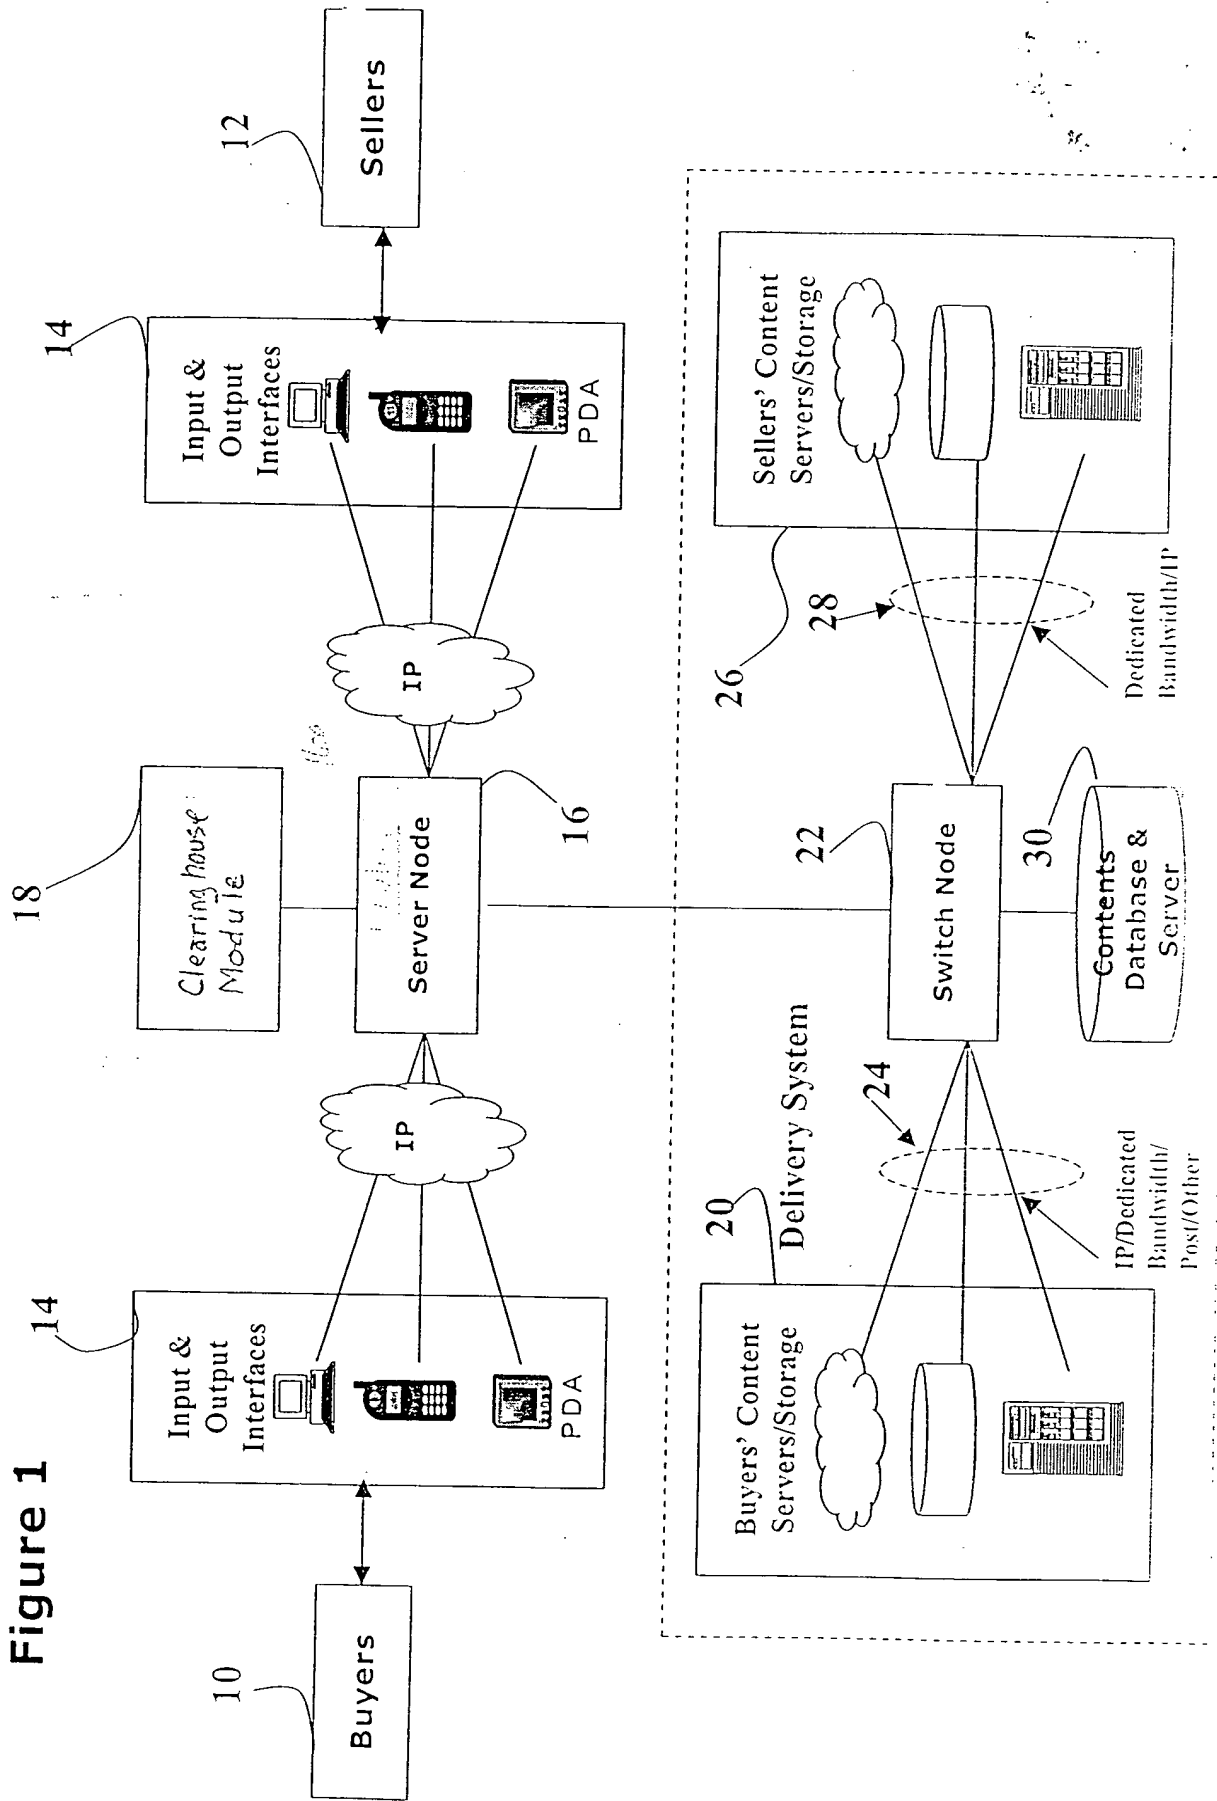 Figure 1
10
Buyers
14
Input &
Output
Interfaces
PDA
IP
18
Clearinghouse
Module
Server Node
16
IP
14
Input &
Output
Interfaces
PDA
12
Sellers
Delivery System
20
Buyers' Content
Servers/Storage
24
IP/Dedicated
Bandwidth/
Post/Other
22
Switch Node
30
Contents
Database &
Server
26
28
Dedicated
Bandwidth/IP
Sellers' Content
Servers/Storage